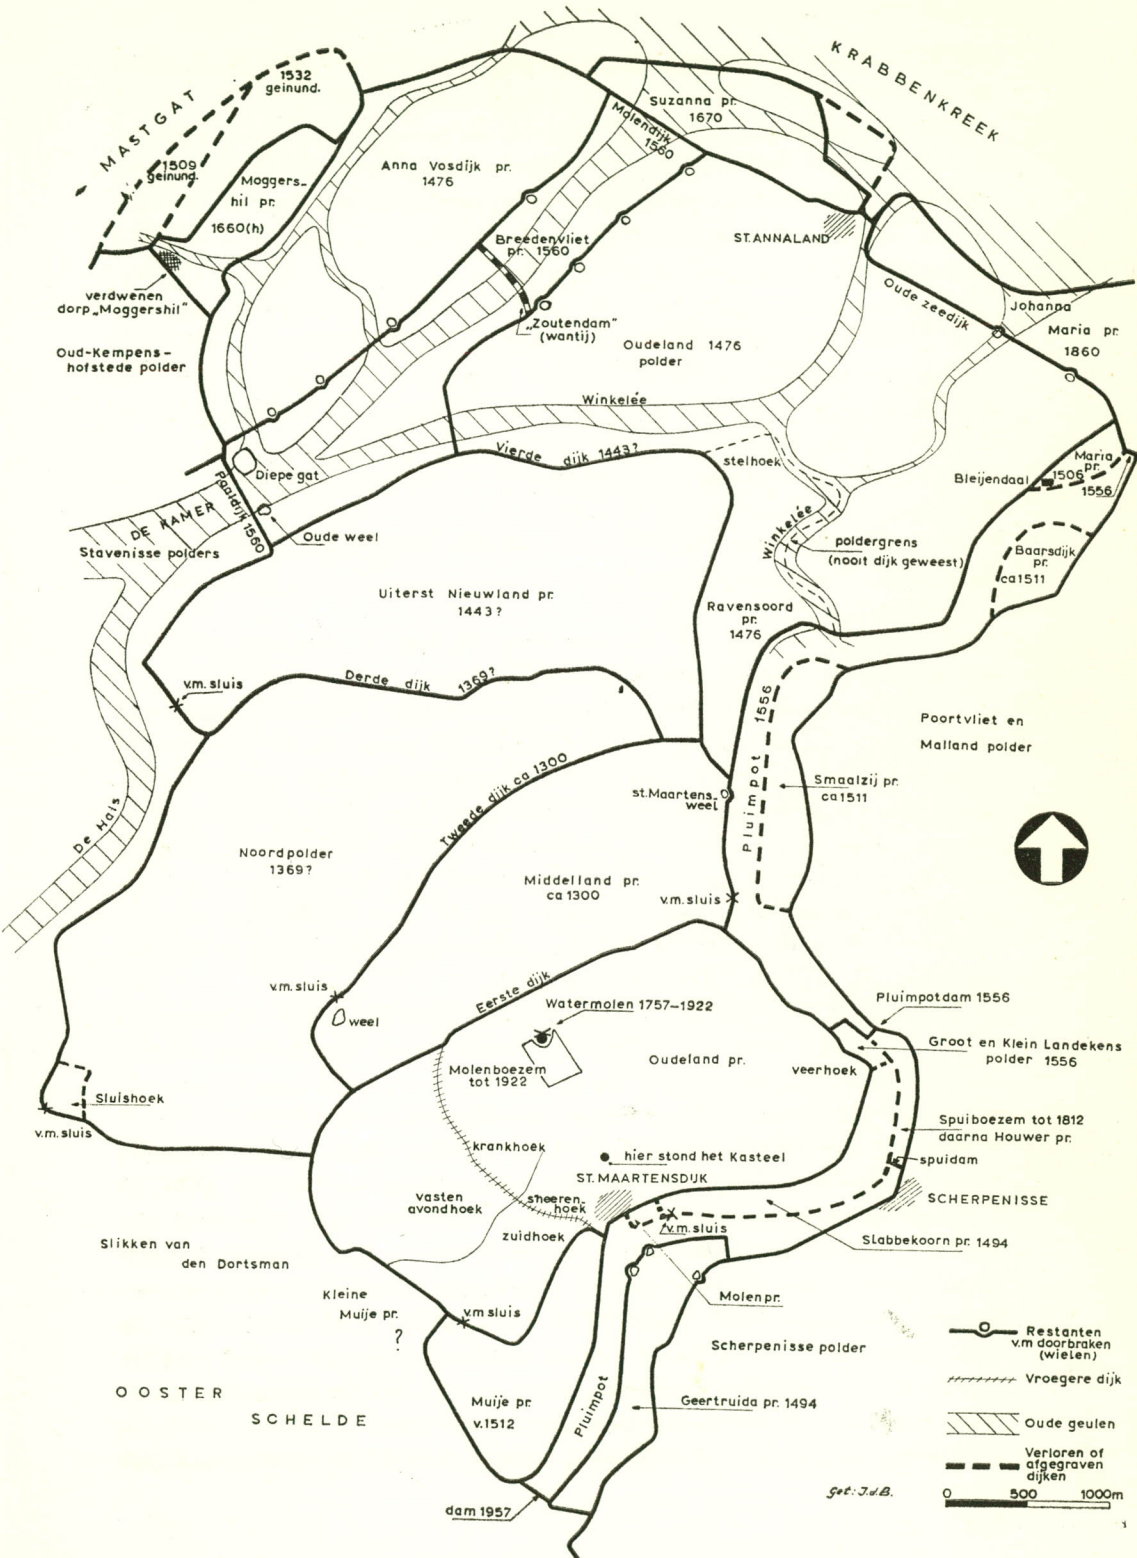 MASTGAT
KRABBENKREEK
1532
geinund.
1509
geinund.
Moggers-
hil pr.
1660(h)
Anna Vosdijk pr.
1476
Molendijk
1560
Suzanna pr.
1670
ST. ANNALAND
Breedenvliet
pr. 1560
verdwenen
dorp „Moggershil"
„Zoutendam"
(wantij)
Oudeland 1476
polder
Oude zeedijk
Johanna
Maria pr.
1860
Oud-Kempens-
hofstede polder
Winkelée
Vierde dijk 1443?
stelhoek
Diepe gat
Paaldijk 1560
DE KAMER
Stavenisse polders
Oude weel
Bleijendaal
Maria
pr.
1506
1556
Winkelée
poldergrens
(nooit dijk geweest)
Baarsdijk
pr.
ca 1511
Uiterst Nieuwland pr.
1443?
Ravensoord
pr.
1476
Derde dijk 1369?
v.m. sluis
Poortvliet en
Malland polder
Pluimpot 1556
Smaalzij pr.
ca 1511
st. Maartens-
weel
Tweede dijk ca 1300
De Hals
Noordpolder
1369?
Middelland pr.
ca 1300
v.m. sluis
Eerste dijk
v.m. sluis
weel
Watermolen 1757-1922
Pluimpotdam 1556
Groot en Klein Landekens
polder 1556
Molenboezem
tot 1922
Oudeland pr.
veerhoek
Sluishoek
v.m. sluis
Spuiboezem tot 1812
daarna Houwer pr.
krankhoek
hier stond het Kasteel
spuidam
ST. MAARTENSDIJK
SCHERPENISSE
vasten
avondhoek
sheeren-
hoek
v.m. sluis
zuidhoek
Slabbekoorn pr. 1494
Slikken van
den Dortsman
Kleine
Muije pr.
?
v.m sluis
Molen pr.
Scherpenisse polder
OOSTER
SCHELDE
Muije pr.
v. 1512
Pluimpot
Geertruida pr. 1494
dam 1957
Restanten
v.m doorbraken
(wielen)
Vroegere dijk
Oude geulen
Verloren of
afgegraven
dijken
Get: J.d.B.
0 500 1000m